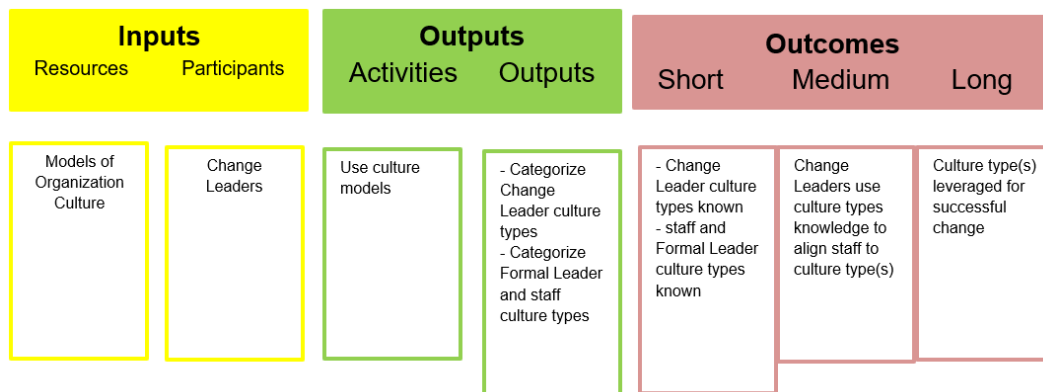 Inputs
Resources Participants
Outputs
Activities Outputs
Outcomes
Short Medium Long
Models of
Organization
Culture
Change
Leaders
Use culture
models
- Categorize
Change
Leader culture
types
- Categorize
Formal Leader
and staff
culture types
- Change
Leader culture
types known
- staff and
Formal Leader
culture types
known
Change
Leaders use
culture types
knowledge to
align staff to
culture type(s)
Culture type(s)
leveraged for
successful
change